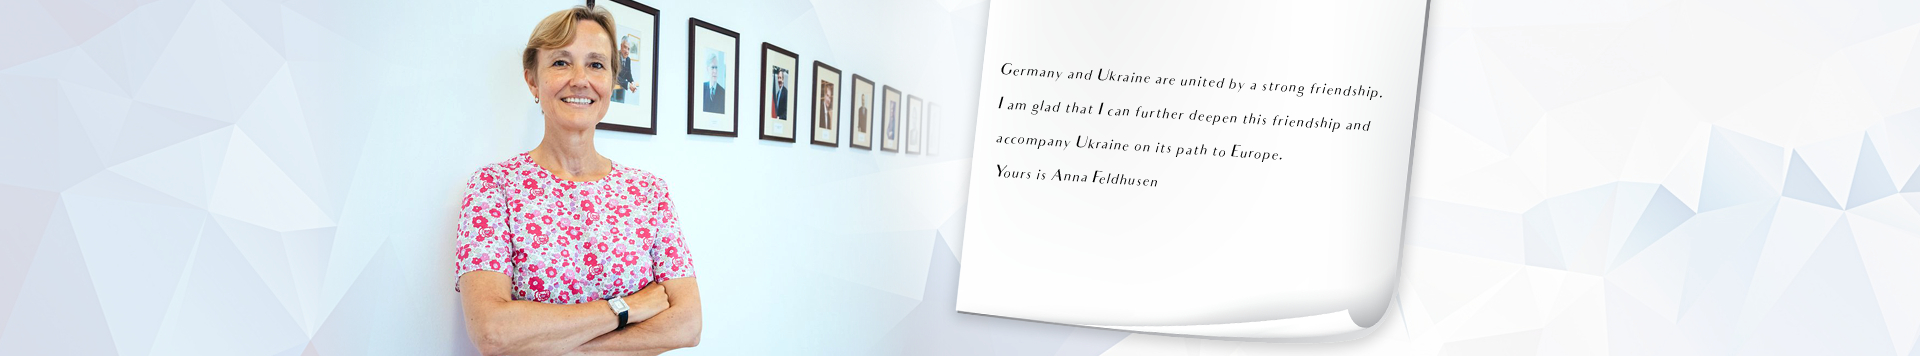 Germany and Ukraine are united by a strong friendship.
I am glad that I can further deepen this friendship and
accompany Ukraine on its path to Europe.
Yours is Anna Feldhusen